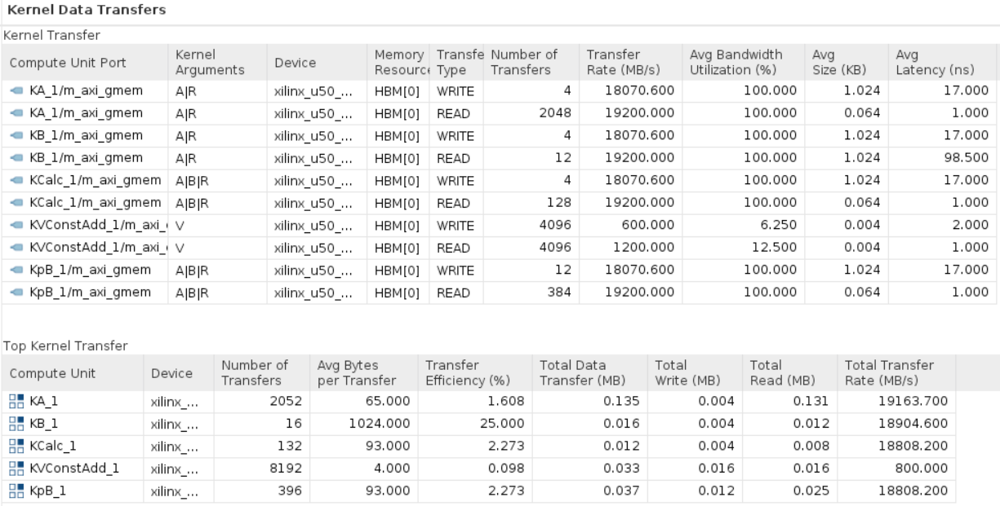 Kernel Data Transfers
Kernel Transfer
Compute Unit Port Kernel Arguments Device Memory Resource Transfe Type Number of Transfers Transfer Rate (MB/s) Avg Bandwidth Utilization (%) Avg Size (KB) Avg Latency (ns)
KA_1/m_axi_gmem A|R xilinx_u50_... HBM[0] WRITE 4 18070.600 100.000 1.024 17.000
KA_1/m_axi_gmem A|R xilinx_u50_... HBM[0] READ 2048 19200.000 100.000 0.064 1.000
KB_1/m_axi_gmem A|R xilinx_u50_... HBM[0] WRITE 4 18070.600 100.000 1.024 17.000
KB_1/m_axi_gmem A|R xilinx_u50_... HBM[0] READ 12 19200.000 100.000 1.024 98.500
KCalc_1/m_axi_gmem A|B|R xilinx_u50_... HBM[0] WRITE 4 18070.600 100.000 1.024 17.000
KCalc_1/m_axi_gmem A|B|R xilinx_u50_... HBM[0] READ 128 19200.000 100.000 0.064 1.000
KVConstAdd_1/m_axi_ V xilinx_u50_... HBM[0] WRITE 4096 600.000 6.250 0.004 2.000
KVConstAdd_1/m_axi_ V xilinx_u50_... HBM[0] READ 4096 1200.000 12.500 0.004 1.000
KpB_1/m_axi_gmem A|B|R xilinx_u50_... HBM[0] WRITE 12 18070.600 100.000 1.024 17.000
KpB_1/m_axi_gmem A|B|R xilinx_u50_... HBM[0] READ 384 19200.000 100.000 0.064 1.000
Top Kernel Transfer
Compute Unit Device Number of Transfers Avg Bytes per Transfer Transfer Efficiency (%) Total Data Transfer (MB) Total Write (MB) Total Read (MB) Total Transfer Rate (MB/s)
KA_1 xilinx_... 2052 65.000 1.608 0.135 0.004 0.131 19163.700
KB_1 xilinx_... 16 1024.000 25.000 0.016 0.004 0.012 18904.600
KCalc_1 xilinx_... 132 93.000 2.273 0.012 0.004 0.008 18808.200
KVConstAdd_1 xilinx_... 8192 4.000 0.098 0.033 0.016 0.016 800.000
KpB_1 xilinx_... 396 93.000 2.273 0.037 0.012 0.025 18808.200